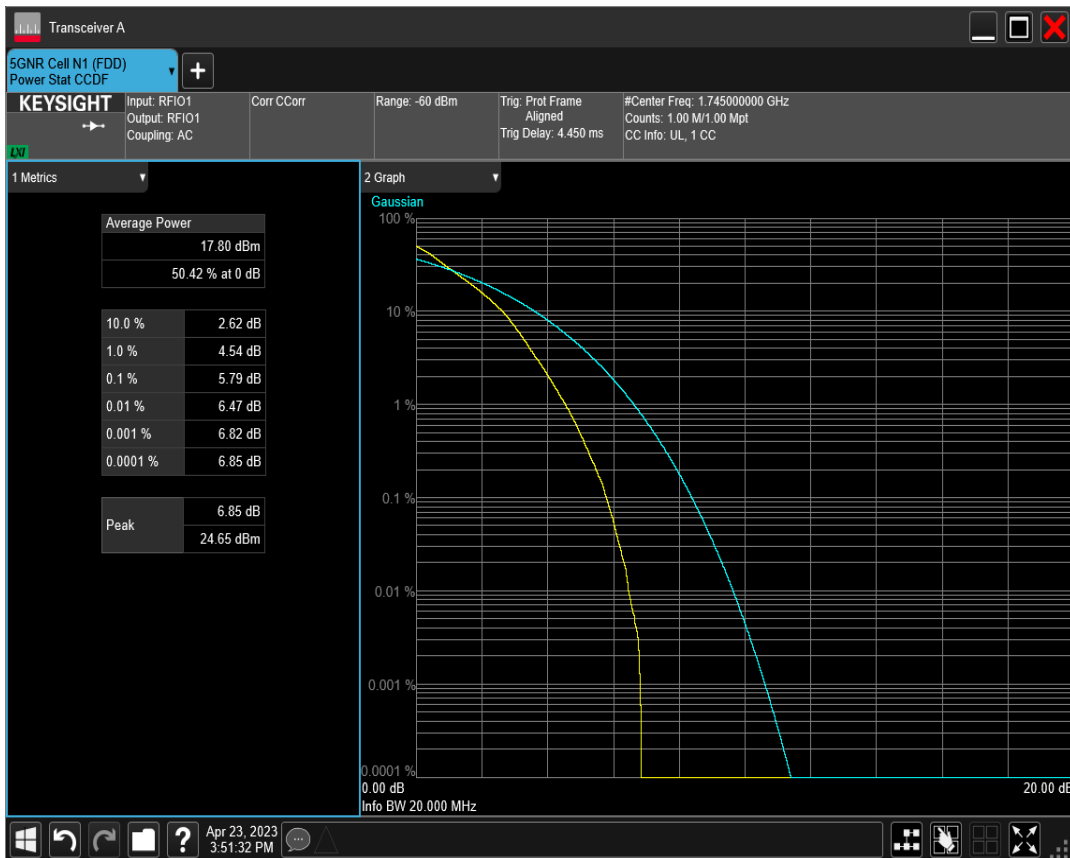 Transceiver A
5GNR Cell N1 (FDD)
Power Stat CCDF
KEYSIGHT
LXI
Input: RFIO1
Output: RFIO1
Coupling: AC
Corr CCorr
Range: -60 dBm
Trig: Prot Frame
Aligned
Trig Delay: 4.450 ms
#Center Freq: 1.745000000 GHz
Counts: 1.00 M/1.00 Mpt
CC Info: UL, 1 CC
1 Metrics
Average Power
17.80 dBm
50.42 % at 0 dB
10.0 % 2.62 dB
1.0 % 4.54 dB
0.1 % 5.79 dB
0.01 % 6.47 dB
0.001 % 6.82 dB
0.0001 % 6.85 dB
Peak
6.85 dB
24.65 dBm
2 Graph
Gaussian
100 %
10 %
1 %
0.1 %
0.01 %
0.001 %
0.0001 %
0.00 dB 20.00 dB
Info BW 20.000 MHz
?
Apr 23, 2023
3:51:32 PM